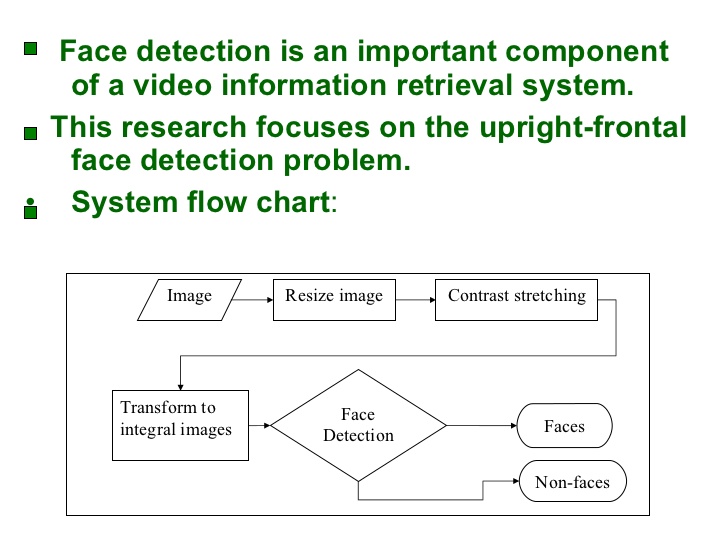 Face detection is an important component
of a video information retrieval system.
This research focuses on the upright-frontal
face detection problem.
System flow chart:
Image
Resize image
Contrast stretching
Transform to
integral images
Face
Detection
Faces
Non-faces